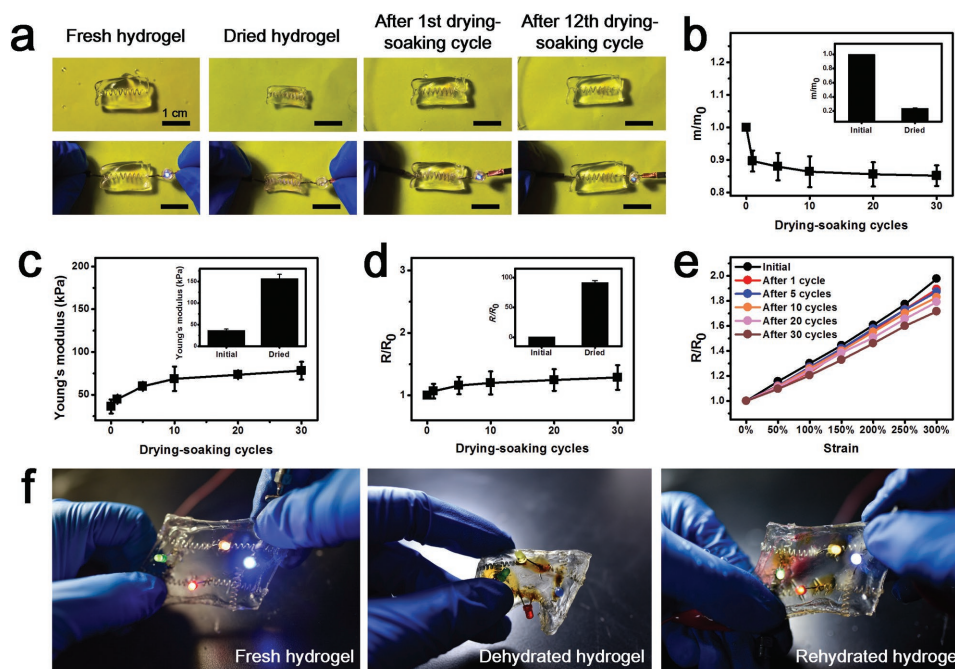 a
Fresh hydrogel
Dried hydrogel
After 1st drying-
soaking cycle
After 12th drying-
soaking cycle
1 cm
b
m/m0
1.0
0.9
0.8
0
10
20
30
Drying-soaking cycles
m/m0
1.0
0.8
0.6
0.4
0.2
Initial
Dried
c
Young's modulus (kPa)
200
150
100
50
0
10
20
30
Drying-soaking cycles
Young's modulus (kPa)
150
100
50
0
Initial
Dried
d
R/R0
3
2
1
0
10
20
30
Drying-soaking cycles
R/R0
100
50
0
Initial
Dried
e
R/R0
2.0
1.8
1.6
1.4
1.2
1.0
Initial
After 1 cycle
After 5 cycles
After 10 cycles
After 20 cycles
After 30 cycles
0%
50%
100%
150%
200%
250%
300%
Strain
f
Fresh hydrogel
Dehydrated hydrogel
Rehydrated hydrogel